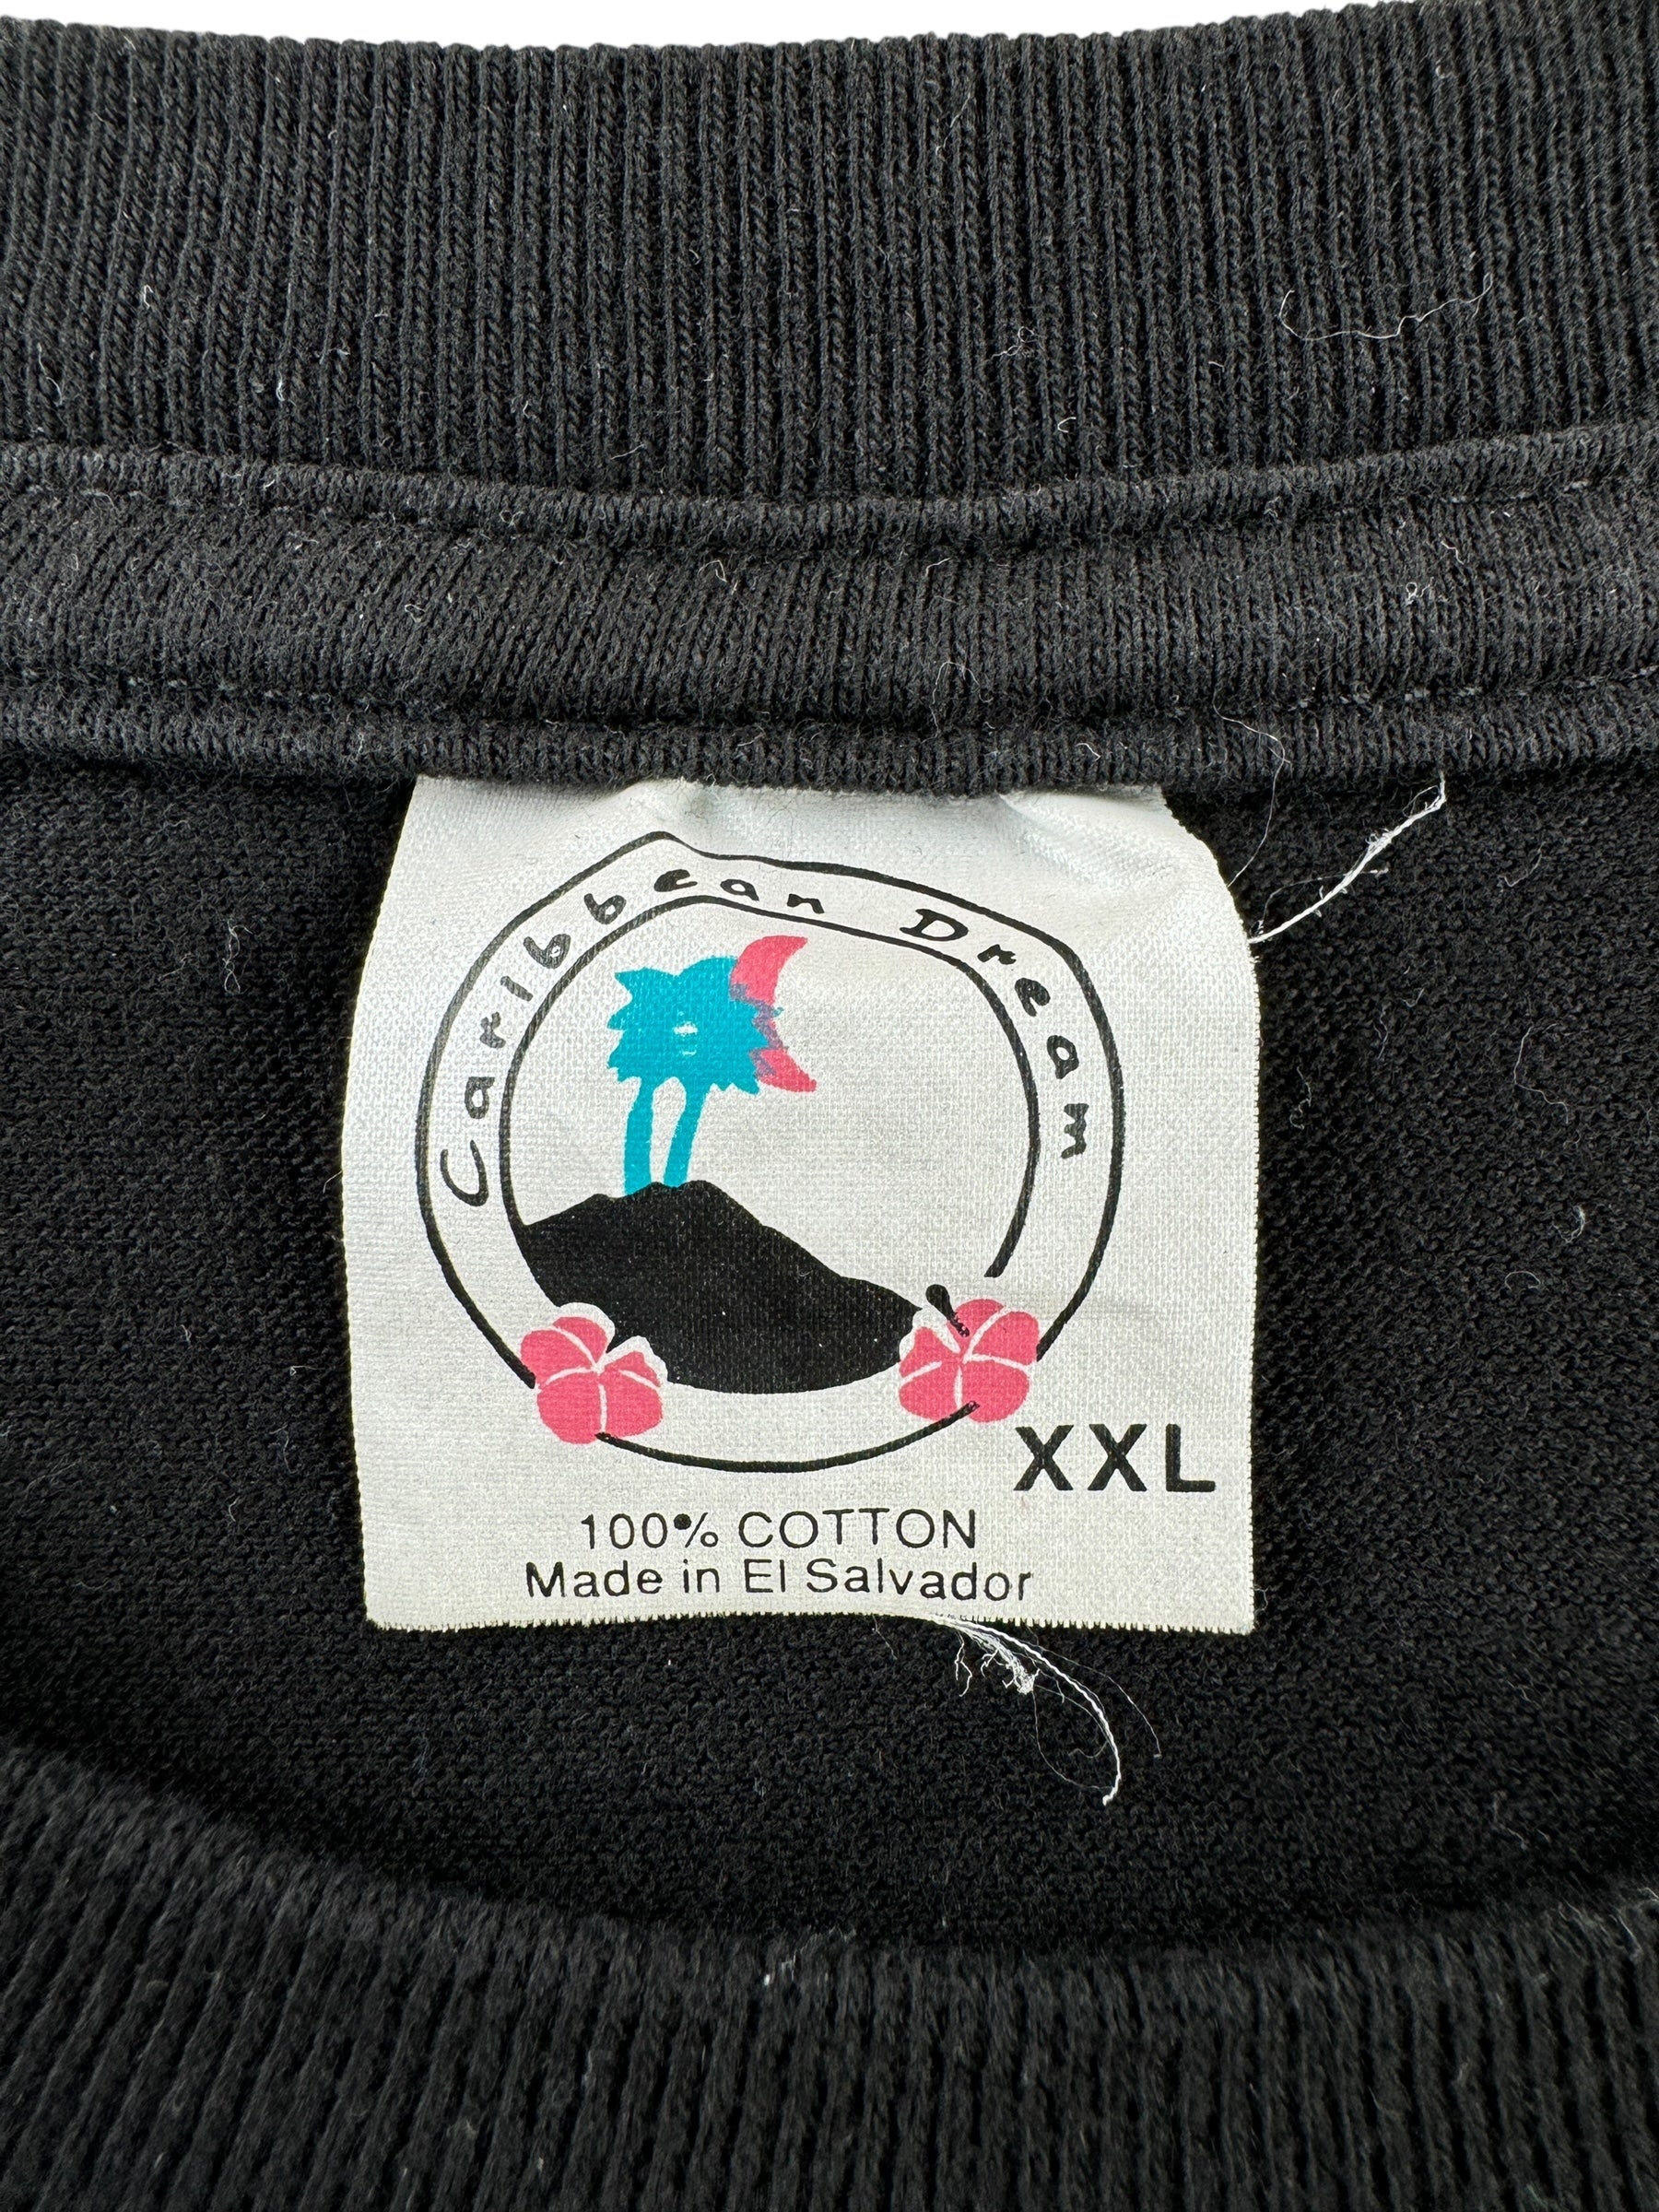 Caribbean Dream
XXL
100% COTTON
Made in El Salvador